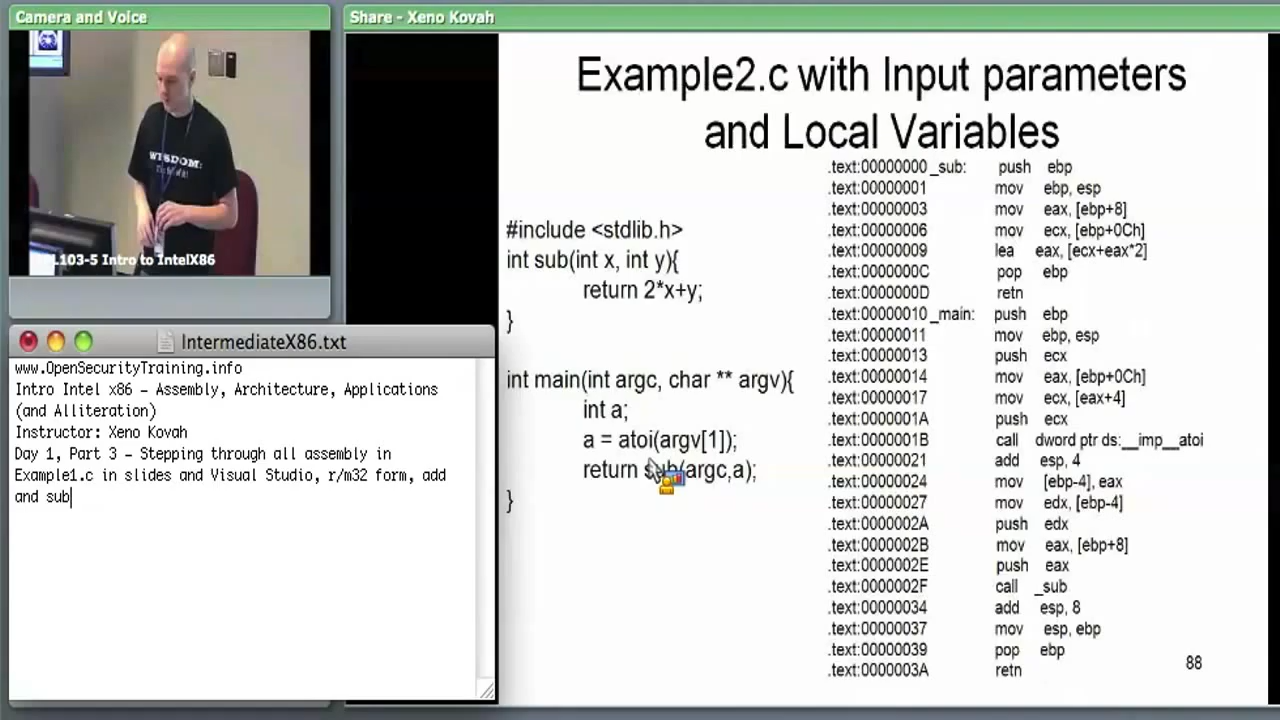 Camera and Voice
WISDOM:
103-5 Intro to IntelX86
IntermediateX86.txt
www.OpenSecurityTraining.info
Intro Intel x86 – Assembly, Architecture, Applications
(and Alliteration)
Instructor: Xeno Kovah
Day 1, Part 3 – Stepping through all assembly in
Example1.c in slides and Visual Studio, r/m32 form, add
and sub
Share - Xeno Kovah
Example2.c with Input parameters
and Local Variables
#include <stdlib.h>
int sub(int x, int y){
return 2*x+y;
}
int main(int argc, char ** argv){
int a;
a = atoi(argv[1]);
return sub(argc,a);
}
.text:00000000 _sub: push ebp
.text:00000001 mov ebp, esp
.text:00000003 mov eax, [ebp+8]
.text:00000006 mov ecx, [ebp+0Ch]
.text:00000009 lea eax, [ecx+eax*2]
.text:0000000C pop ebp
.text:0000000D retn
.text:00000010 _main: push ebp
.text:00000011 mov ebp, esp
.text:00000013 push ecx
.text:00000014 mov eax, [ebp+0Ch]
.text:00000017 mov ecx, [eax+4]
.text:0000001A push ecx
.text:0000001B call dword ptr ds:__imp__atoi
.text:00000021 add esp, 4
.text:00000024 mov [ebp-4], eax
.text:00000027 mov edx, [ebp-4]
.text:0000002A push edx
.text:0000002B mov eax, [ebp+8]
.text:0000002E push eax
.text:0000002F call _sub
.text:00000034 add esp, 8
.text:00000037 mov esp, ebp
.text:00000039 pop ebp
.text:0000003A retn
88